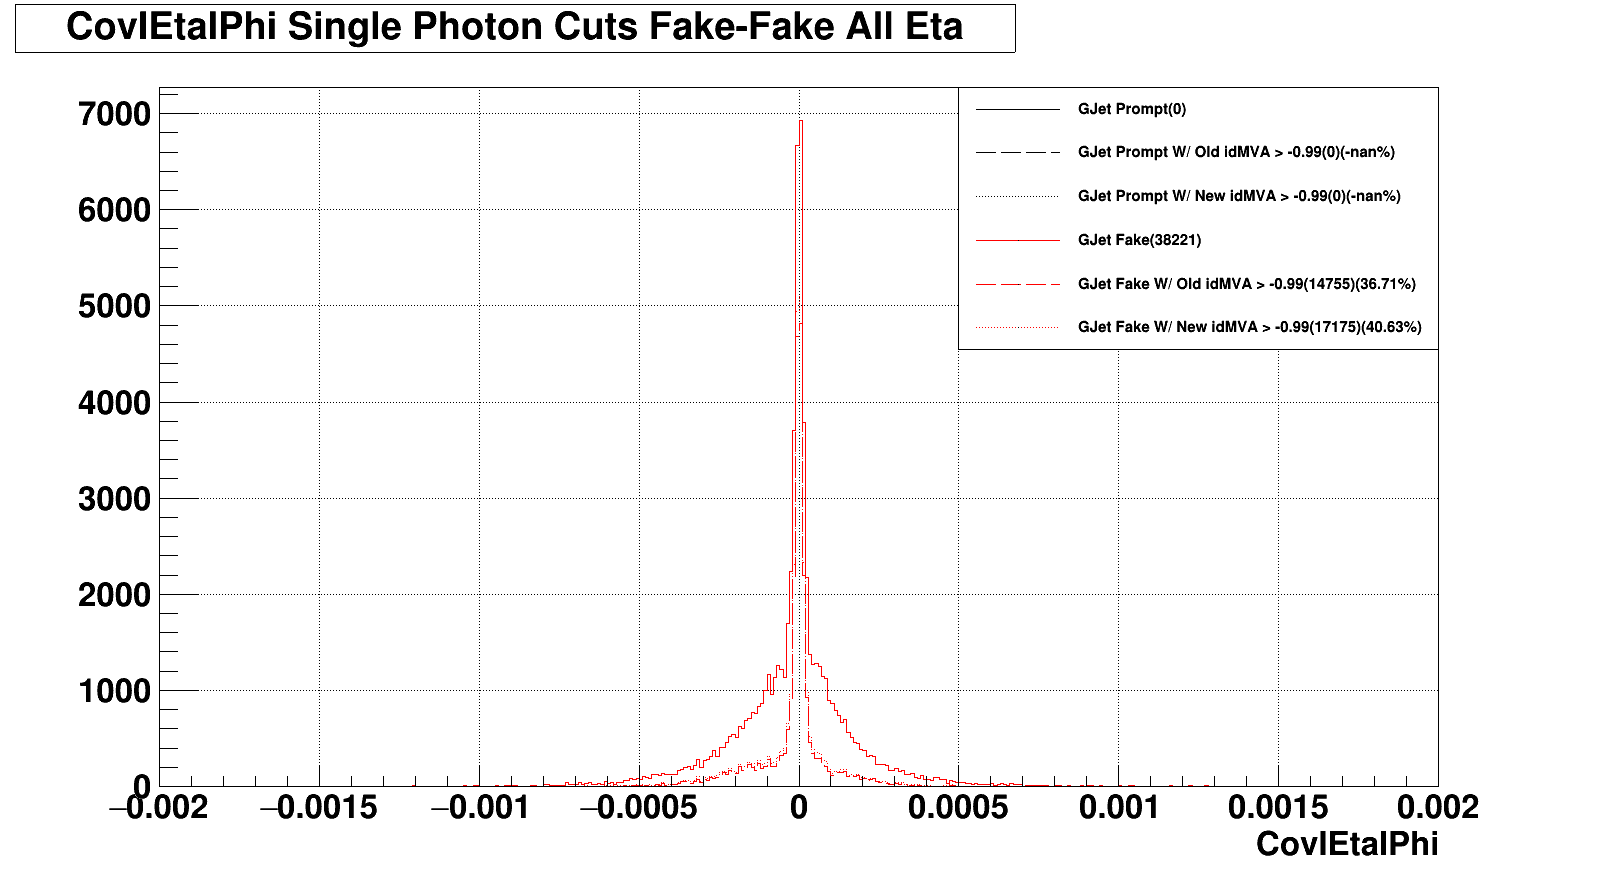 CovIEtaIPhi Single Photon Cuts Fake-Fake All Eta
7000
6000
5000
4000
3000
2000
1000
0
GJet Prompt(0)
GJet Prompt W/ Old idMVA > -0.99(0)(-nan%)
GJet Prompt W/ New idMVA > -0.99(0)(-nan%)
GJet Fake(38221)
GJet Fake W/ Old idMVA > -0.99(14755)(36.71%)
GJet Fake W/ New idMVA > -0.99(17175)(40.63%)
−0.002 −0.0015 −0.001 −0.0005 0 0.0005 0.001 0.0015 0.002
CovIEtaIPhi